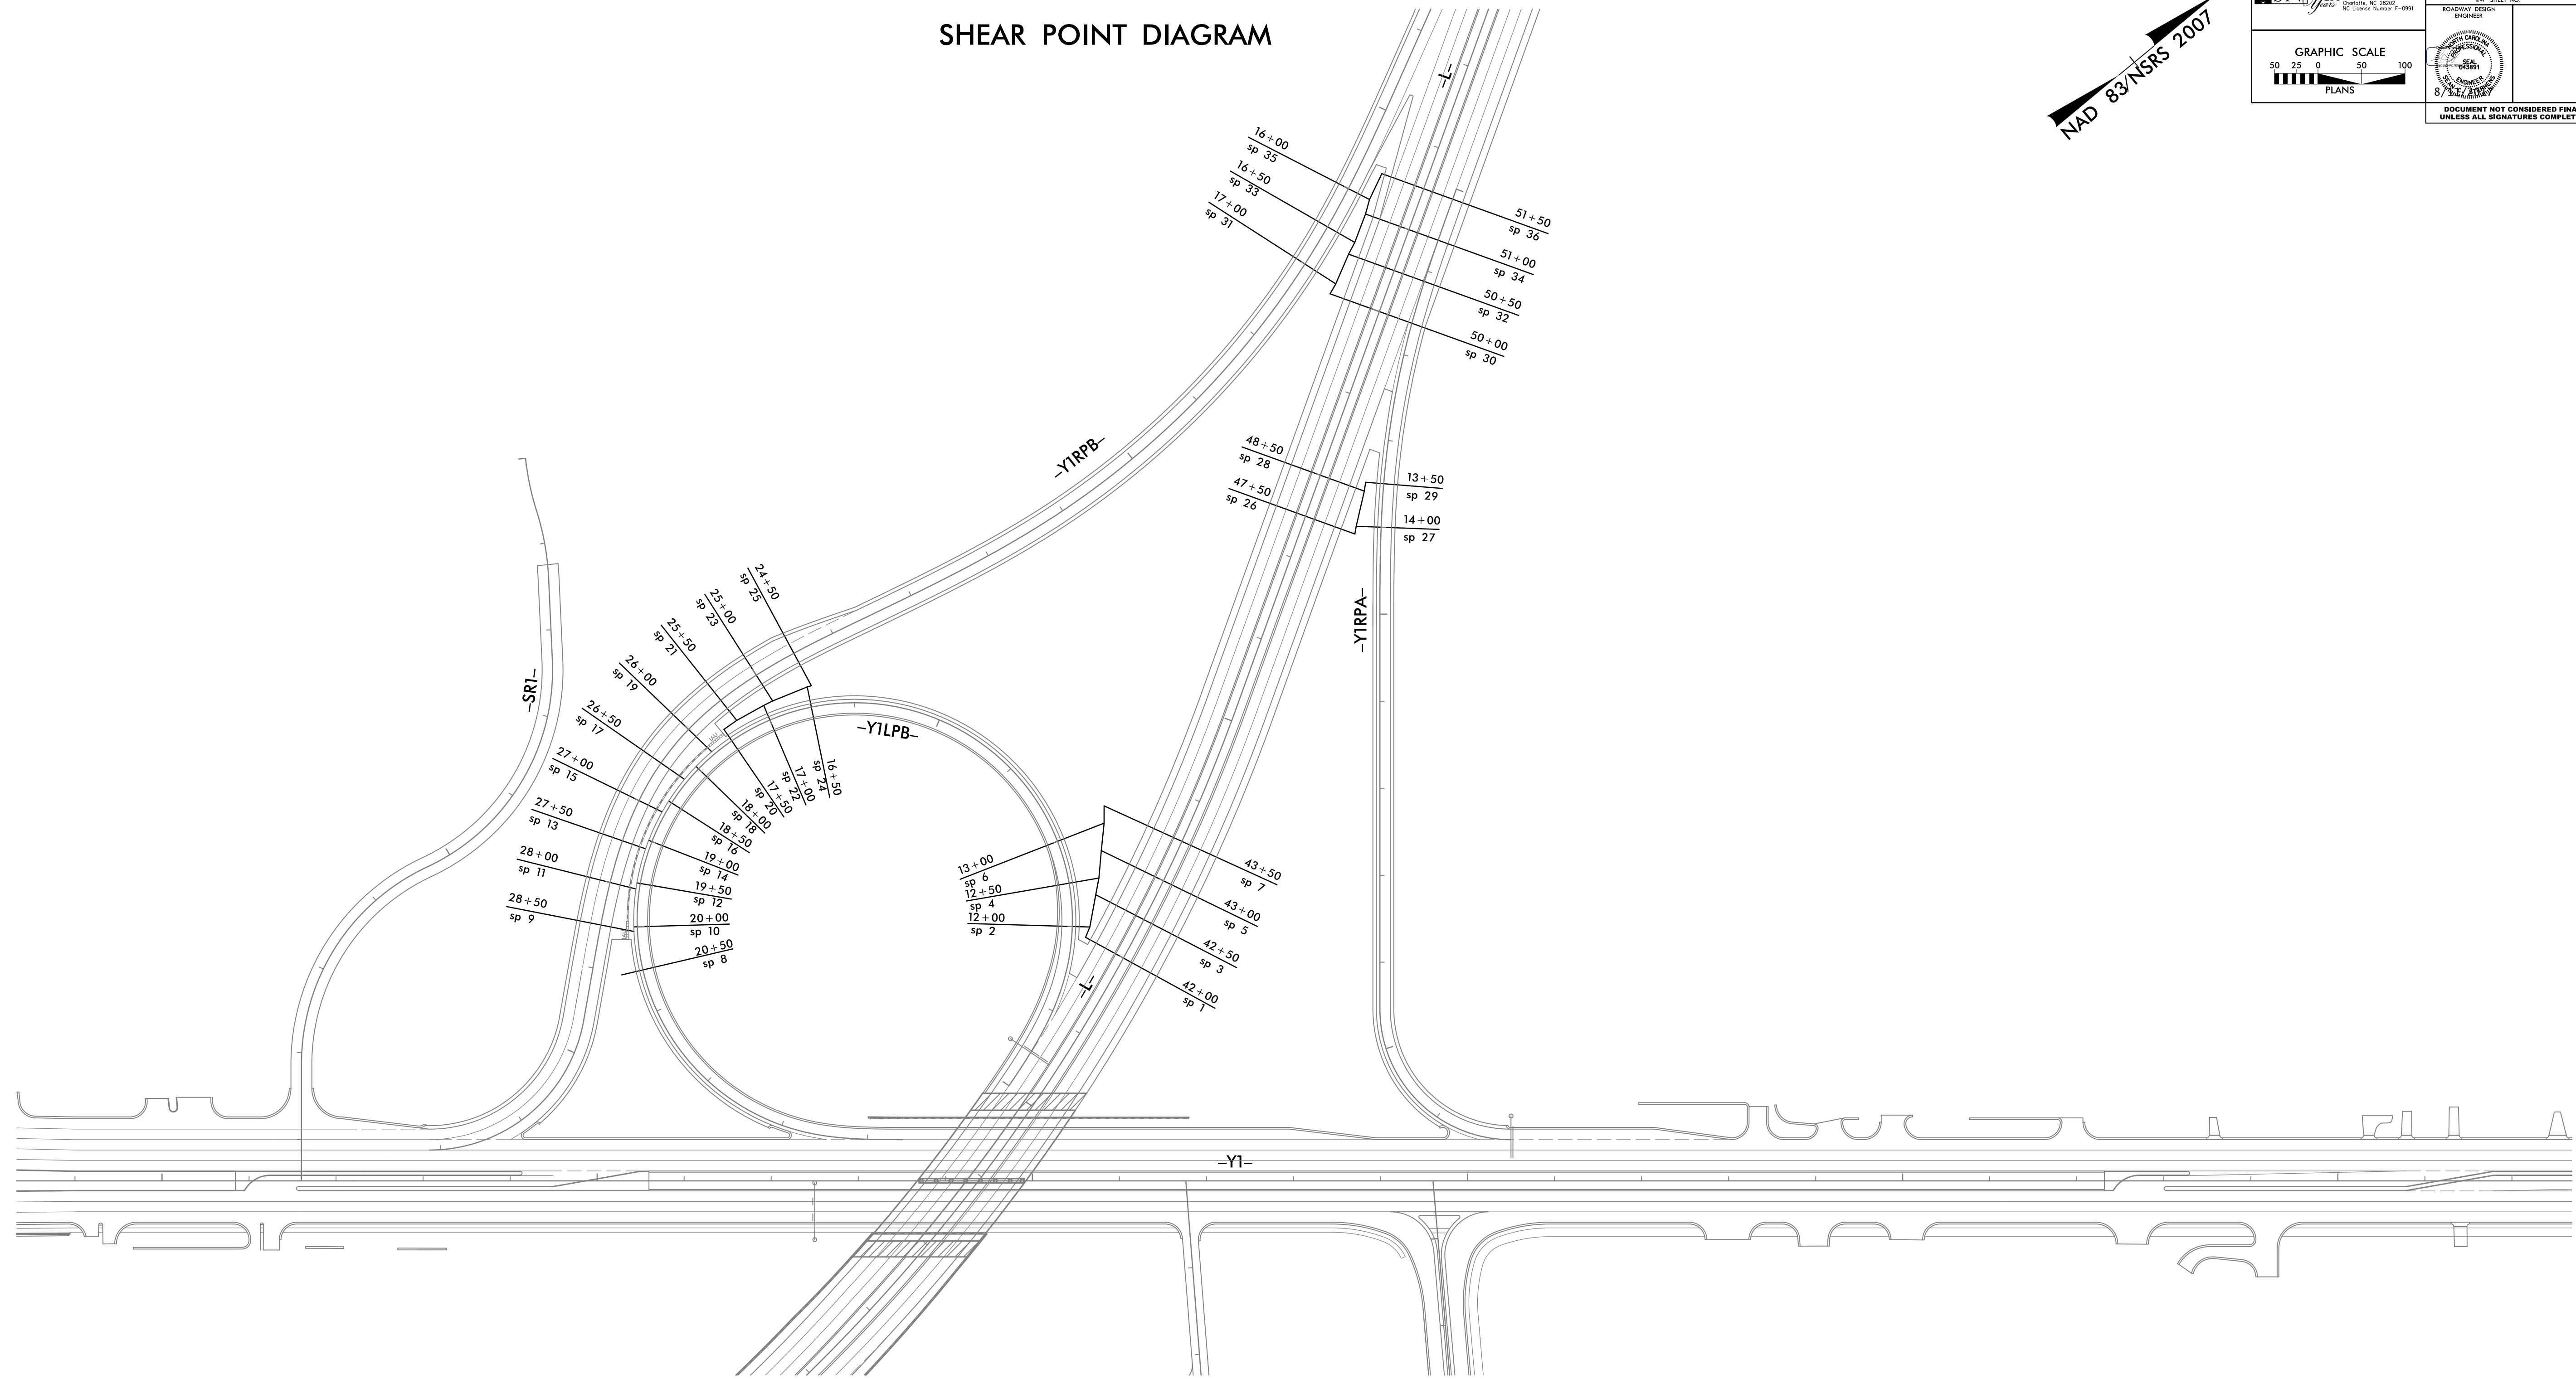 SHEAR POINT DIAGRAM
Years
Charlotte, NC 28202
NC License Number F-0991
ROADWAY DESIGN
ENGINEER
GRAPHIC SCALE
50 25 0 50 100
PLANS
NORTH CAROLINA
PROFESSIONAL
SEAL
043891
ENGINEER
DOCUMENT NOT CONSIDERED FINA
UNLESS ALL SIGNATURES COMPLET
NAD 83/NSRS 2007
-L-
16+00
sp 35
16+50
sp 33
17+00
sp 31
51+50
sp 36
51+00
sp 34
50+50
sp 32
50+00
sp 30
-Y1RPB-
48+50
sp 28
47+50
sp 26
13+50
sp 29
14+00
sp 27
-Y1RPA-
24+50
sp 25
25+00
sp 23
25+50
sp 21
26+00
sp 19
26+50
sp 17
27+00
sp 15
27+50
sp 13
28+00
sp 11
28+50
sp 9
-SR1-
-Y1LPB-
16+50
sp 24
17+00
sp 22
17+50
sp 20
18+00
sp 18
18+50
sp 16
19+00
sp 14
19+50
sp 12
20+00
sp 10
20+50
sp 8
13+00
sp 6
12+50
sp 4
12+00
sp 2
43+50
sp 7
43+00
sp 5
42+50
sp 3
42+00
sp 1
-L-
-Y1-